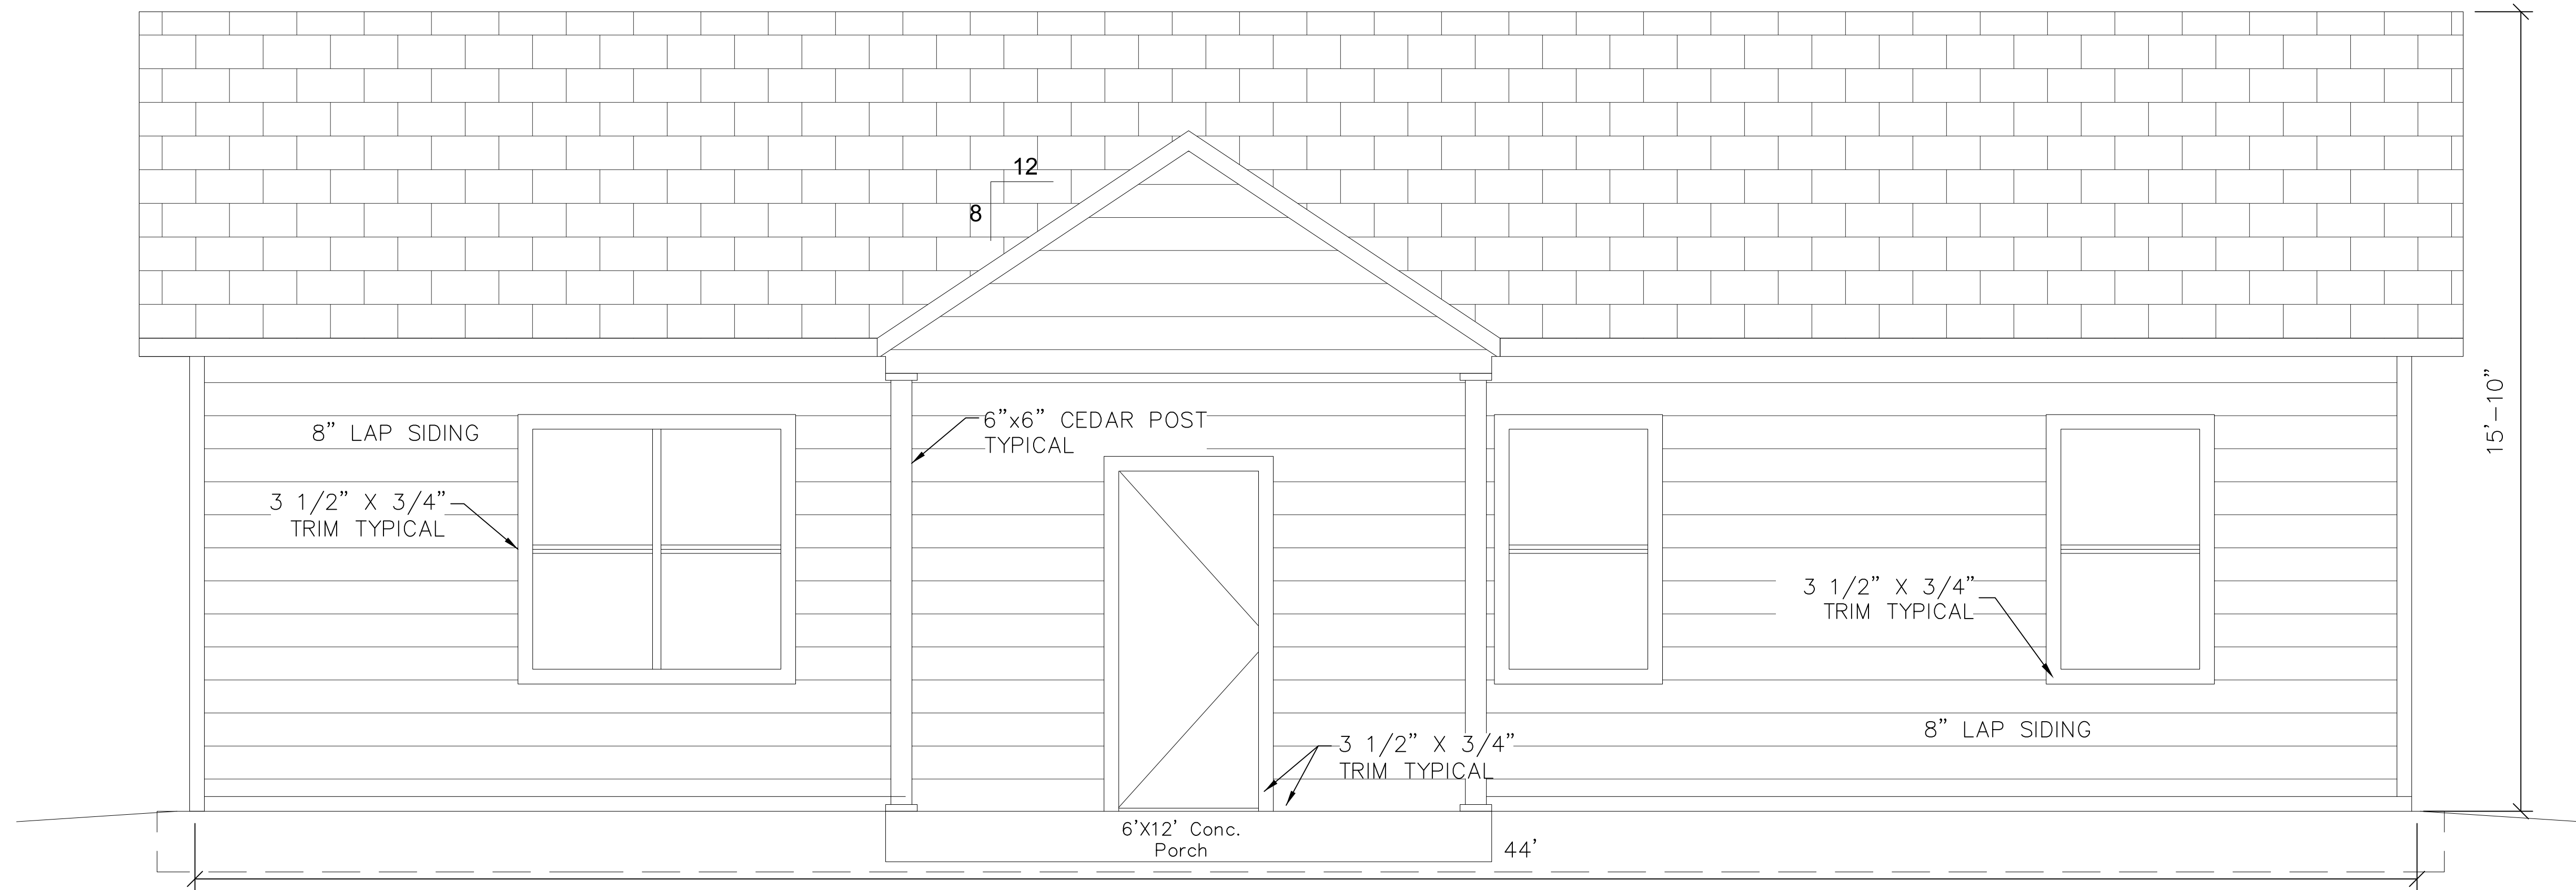 12
8
15'-10"
6"x6" CEDAR POST
TYPICAL
8" LAP SIDING
3 1/2" X 3/4"
TRIM TYPICAL
3 1/2" X 3/4"
TRIM TYPICAL
8" LAP SIDING
3 1/2" X 3/4"
TRIM TYPICAL
6'X12' Conc.
Porch
44'